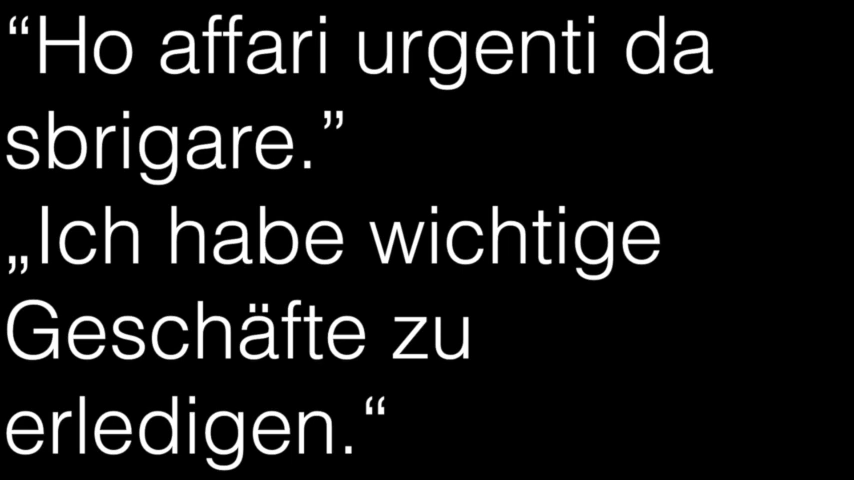 “Ho affari urgenti da
sbrigare.”
„Ich habe wichtige
Geschäfte zu
erledigen.“